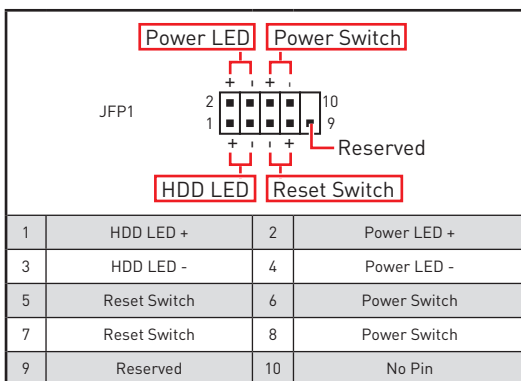 Power LED Power Switch
+ - + -
JFP1
2 10
1 9
+ - - +
Reserved
HDD LED Reset Switch
1 HDD LED + 2 Power LED +
3 HDD LED - 4 Power LED -
5 Reset Switch 6 Power Switch
7 Reset Switch 8 Power Switch
9 Reserved 10 No Pin